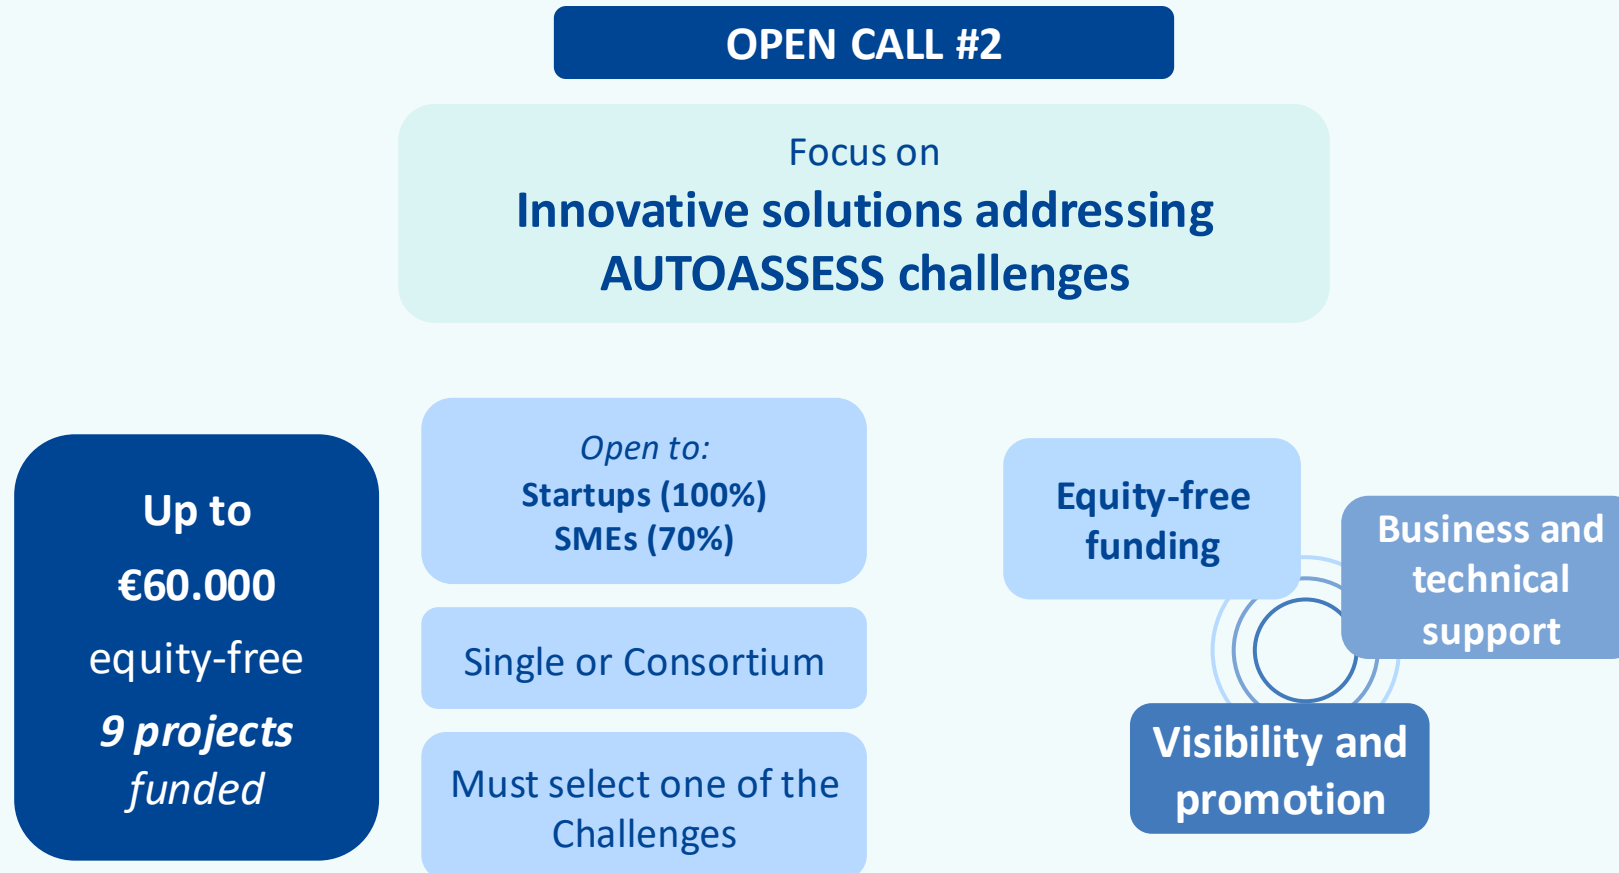 OPEN CALL #2
Focus on
Innovative solutions addressing
AUTOASSESS challenges
Up to
€60.000
equity-free
9 projects
funded
Open to:
Startups (100%)
SMEs (70%)
Single or Consortium
Must select one of the
Challenges
Equity-free
funding
Business and
technical
support
Visibility and
promotion